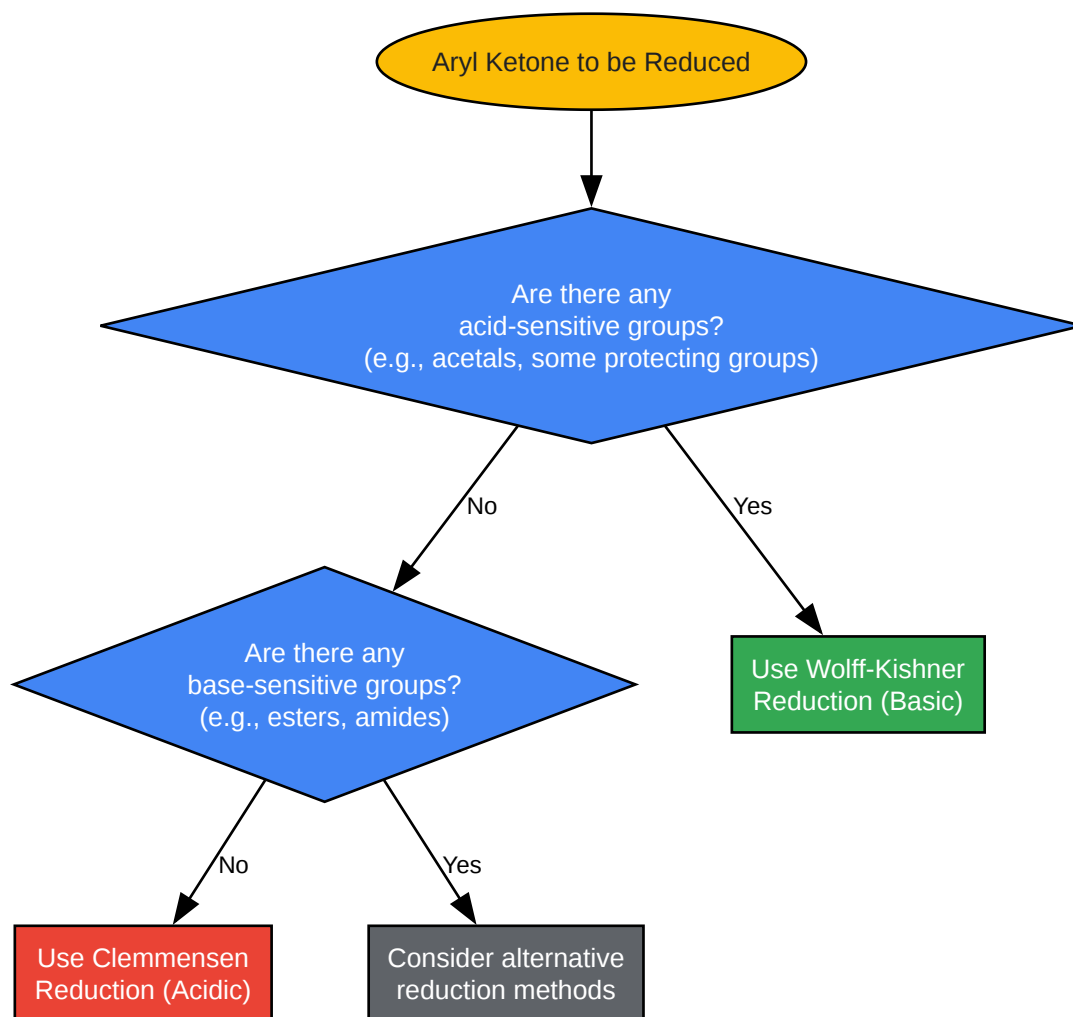 Aryl Ketone to be Reduced
Are there any
acid-sensitive groups?
(e.g., acetals, some protecting groups)
No
Yes
Are there any
base-sensitive groups?
(e.g., esters, amides)
Use Wolff-Kishner
Reduction (Basic)
No
Yes
Use Clemmensen
Reduction (Acidic)
Consider alternative
reduction methods